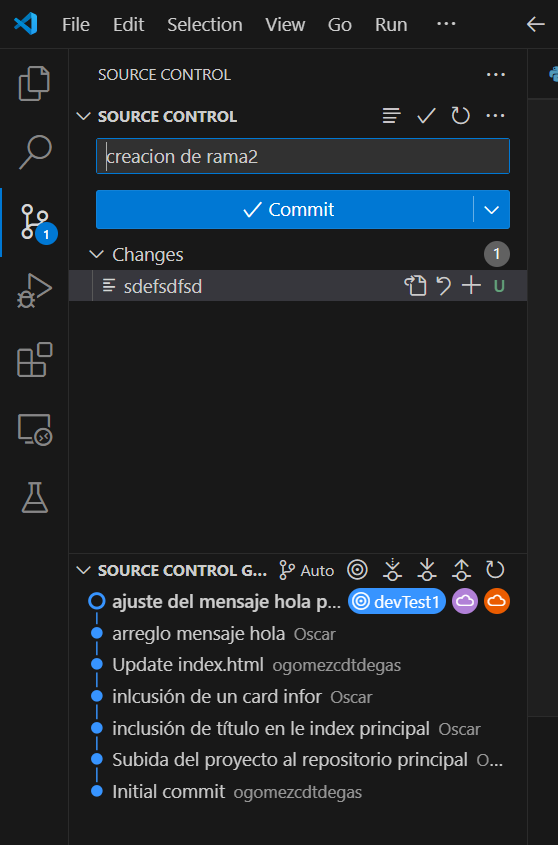 File Edit Selection View Go Run ...
SOURCE CONTROL ...
SOURCE CONTROL ...
creacion de rama2
Commit
1
Changes 1
sdefsdfsd U
SOURCE CONTROL G... Auto
ajuste del mensaje hola p... devTest1
arreglo mensaje hola Oscar
Update index.html ogomezcdtdegas
inlcusión de un card infor Oscar
inclusión de título en le index principal Oscar
Subida del proyecto al repositorio principal O...
Initial commit ogomezcdtdegas